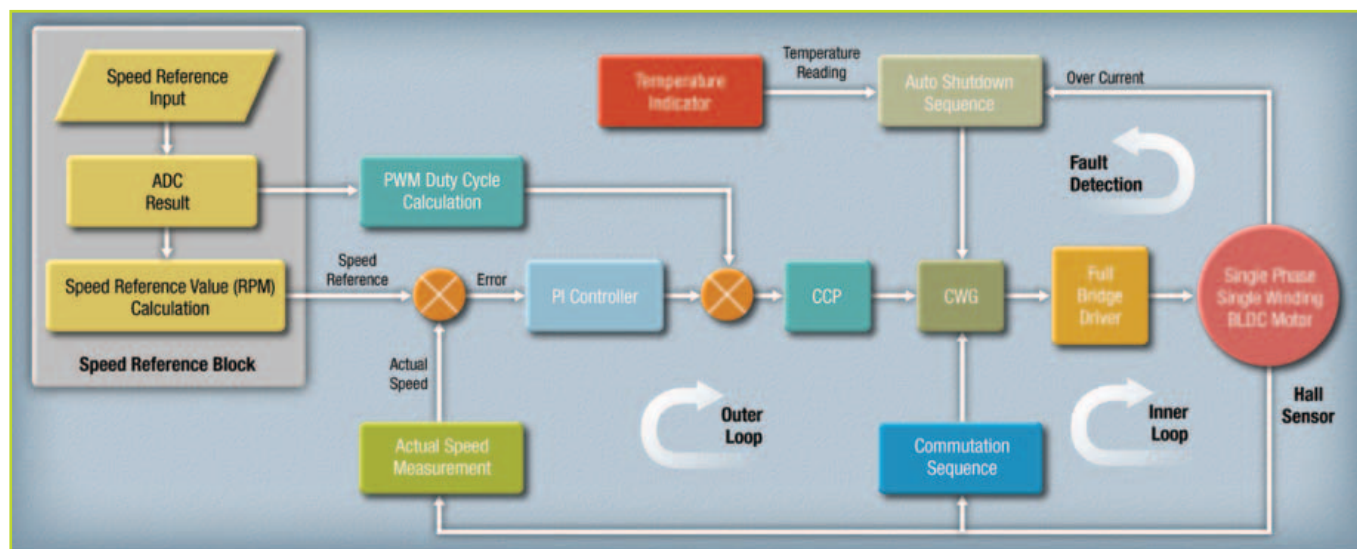 Speed Reference
Input
ADC
Result
Speed Reference Value (RPM)
Calculation
Speed Reference Block
PWM Duty Cycle
Calculation
Speed
Reference
Error
Actual
Speed
Actual Speed
Measurement
PI Controller
Outer
Loop
CCP
CWG
Temperature
Indicator
Temperature
Reading
Auto Shutdown
Sequence
Over Current
Fault
Detection
Full
Bridge
Driver
Single Phase
Single Winding
BLDC Motor
Hall
Sensor
Inner
Loop
Commutation
Sequence